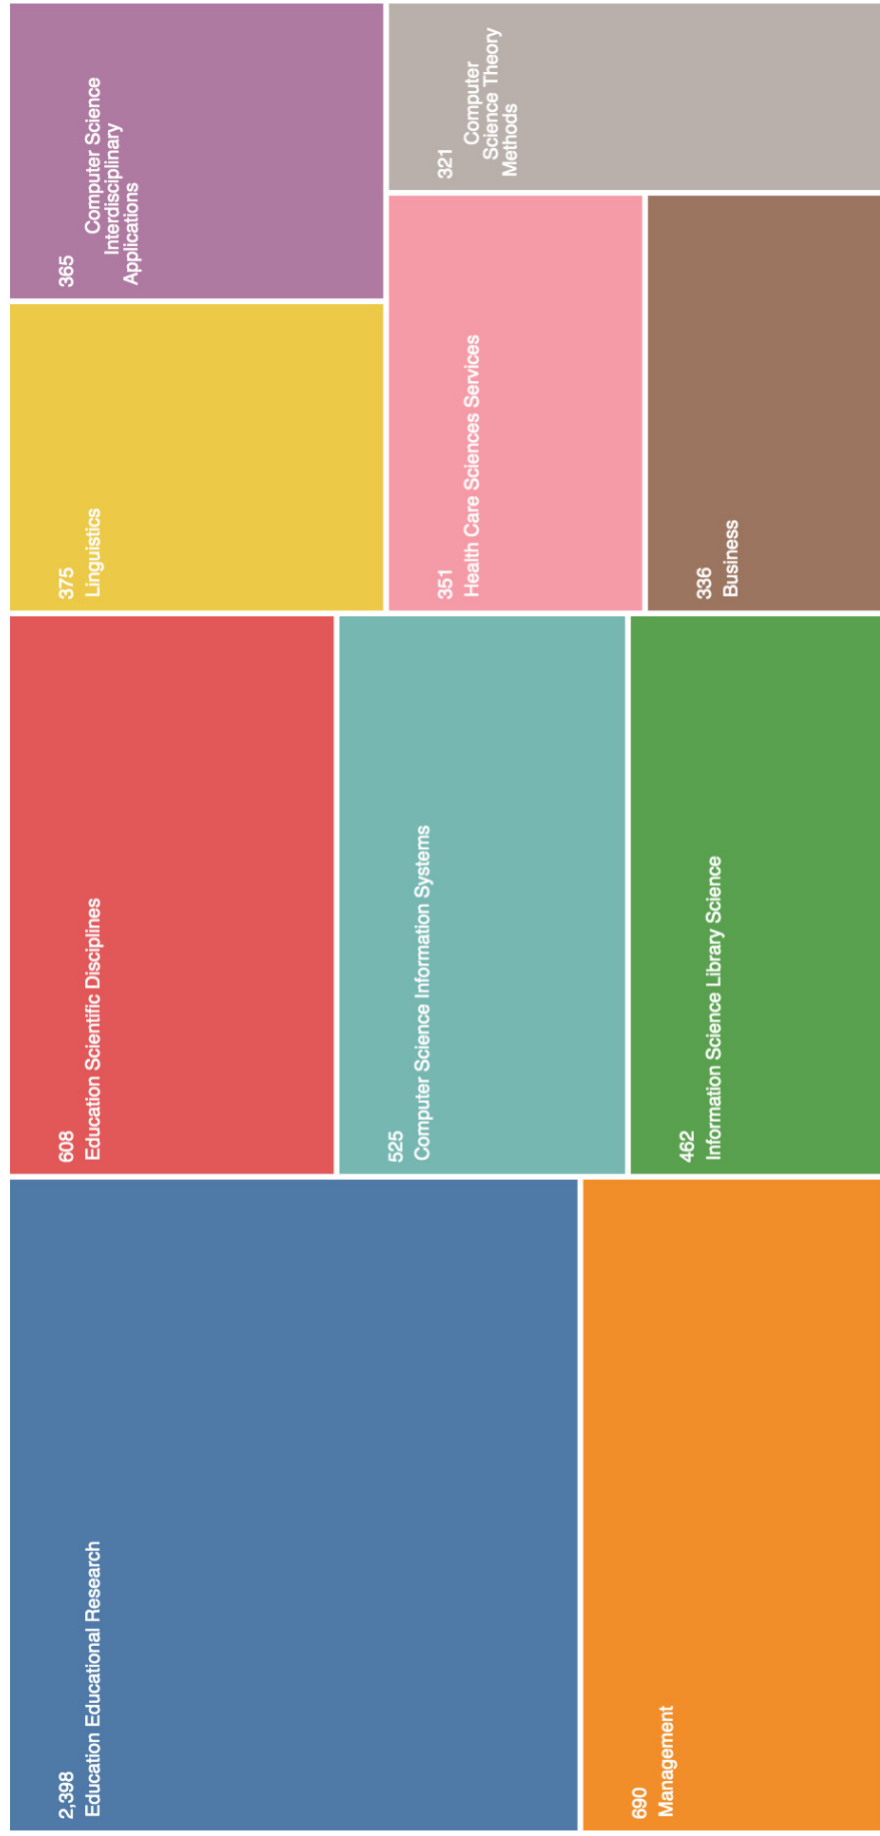 2,398
Education Educational Research
690
Management
608
Education Scientific Disciplines
525
Computer Science Information Systems
462
Information Science Library Science
375
Linguistics
365
Computer Science
Interdisciplinary
Applications
351
Health Care Sciences Services
336
Business
321
Computer
Science Theory
Methods